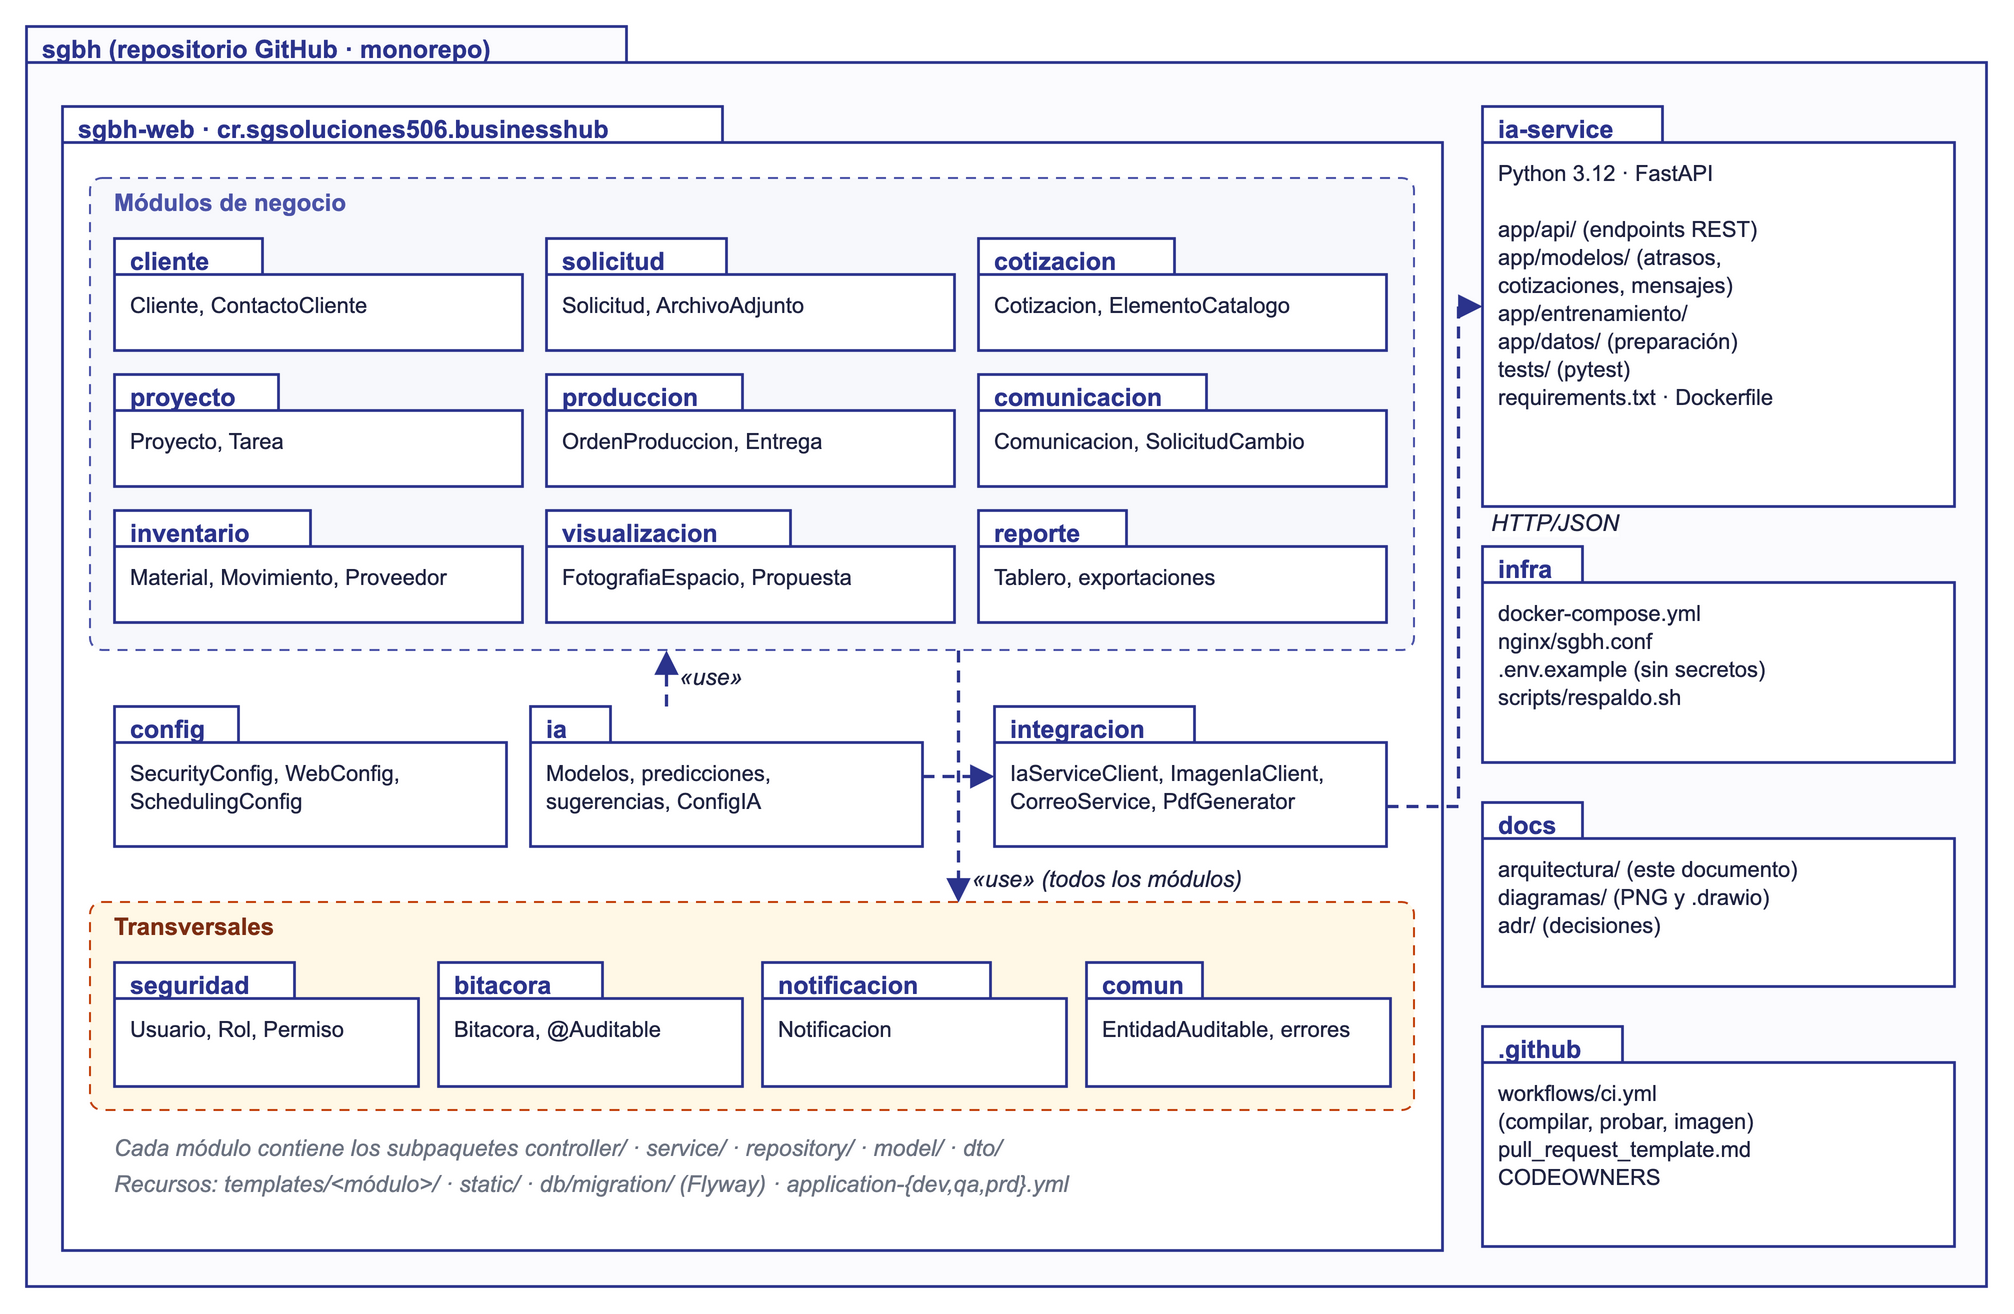 sgbh (repositorio GitHub · monorepo)
sgbh-web · cr.sgsoluciones506.businesshub
Módulos de negocio
cliente
Cliente, ContactoCliente
solicitud
Solicitud, ArchivoAdjunto
cotizacion
Cotizacion, ElementoCatalogo
proyecto
Proyecto, Tarea
produccion
OrdenProduccion, Entrega
comunicacion
Comunicacion, SolicitudCambio
inventario
Material, Movimiento, Proveedor
visualizacion
FotografiaEspacio, Propuesta
reporte
Tablero, exportaciones
«use»
config
SecurityConfig, WebConfig,
SchedulingConfig
ia
Modelos, predicciones,
sugerencias, ConfigIA
integracion
IaServiceClient, ImagenIaClient,
CorreoService, PdfGenerator
«use» (todos los módulos)
Transversales
seguridad
Usuario, Rol, Permiso
bitacora
Bitacora, @Auditable
notificacion
Notificacion
comun
EntidadAuditable, errores
Cada módulo contiene los subpaquetes controller/ · service/ · repository/ · model/ · dto/
Recursos: templates/<módulo>/ · static/ · db/migration/ (Flyway) · application-{dev,qa,prd}.yml
ia-service
Python 3.12 · FastAPI
app/api/ (endpoints REST)
app/modelos/ (atrasos,
cotizaciones, mensajes)
app/entrenamiento/
app/datos/ (preparación)
tests/ (pytest)
requirements.txt · Dockerfile
HTTP/JSON
infra
docker-compose.yml
nginx/sgbh.conf
.env.example (sin secretos)
scripts/respaldo.sh
docs
arquitectura/ (este documento)
diagramas/ (PNG y .drawio)
adr/ (decisiones)
.github
workflows/ci.yml
(compilar, probar, imagen)
pull_request_template.md
CODEOWNERS